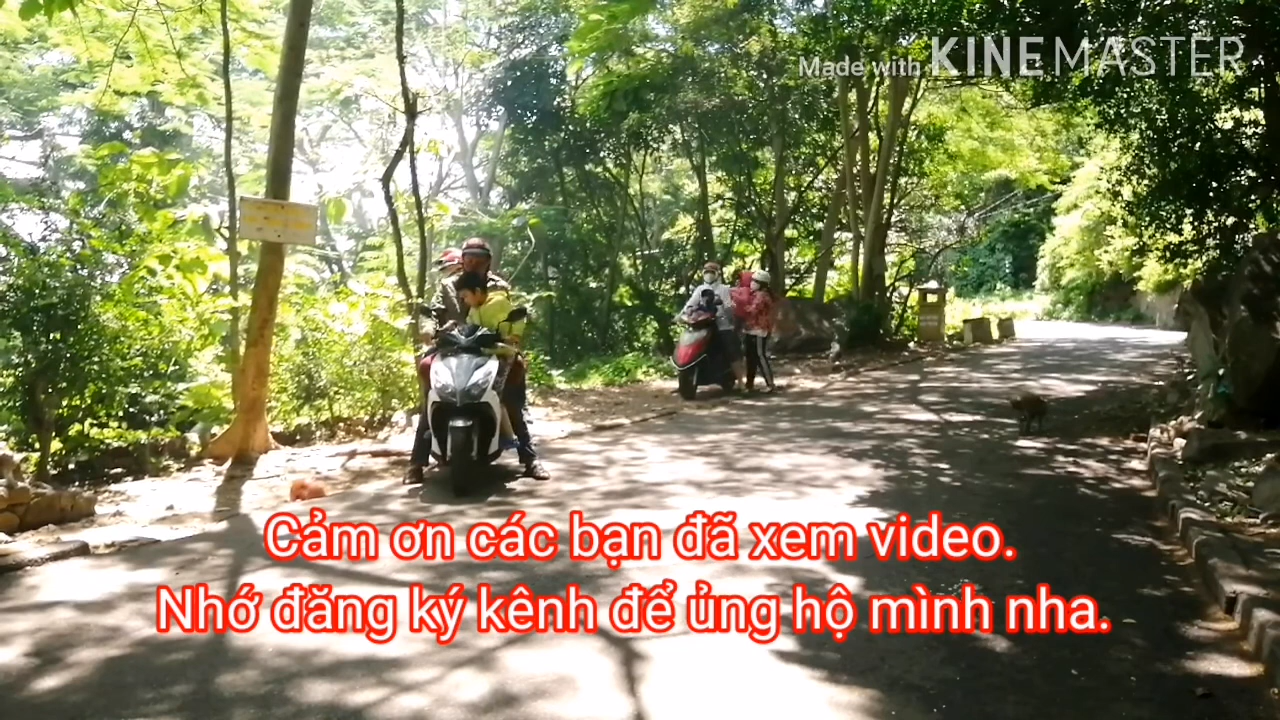 Made with KINEMASTER
Cảm ơn các bạn đã xem video.
Nhớ đăng ký kênh để ủng hộ mình nha.